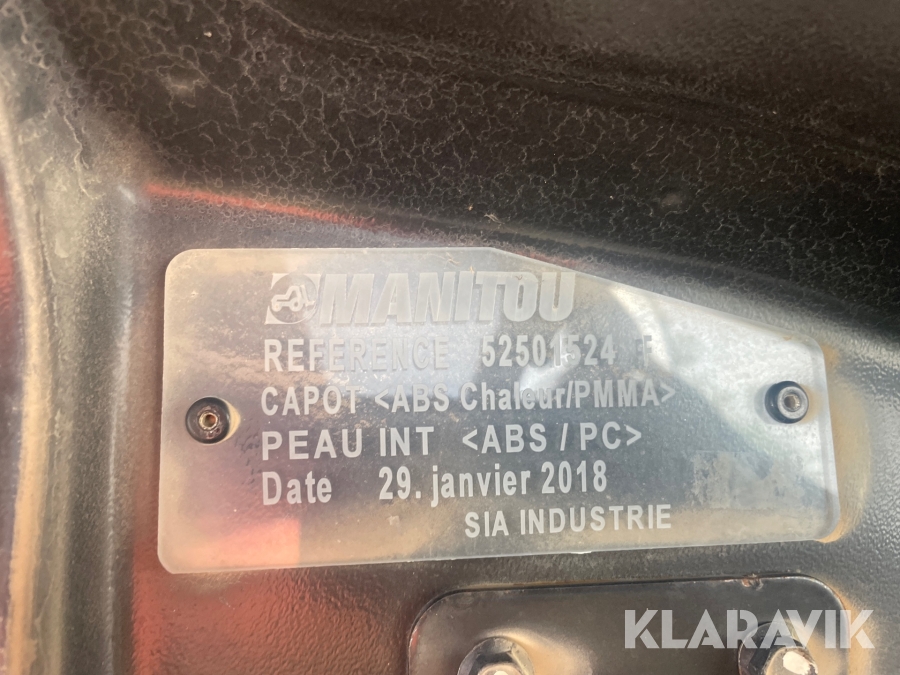 MANITOU
REFERENCE 52501524 F
CAPOT <ABS Chaleur/PMMA>
PEAU INT <ABS / PC>
Date 29. janvier 2018
SIA INDUSTRIE
KLARAVIK